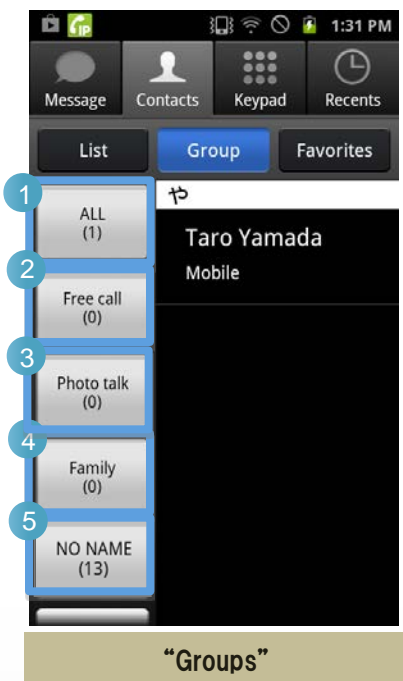 IP
1:31 PM
Message Contacts Keypad Recents
List Group Favorites
1
ALL
(1)
や
Taro Yamada
Mobile
2
Free call
(0)
3
Photo talk
(0)
4
Family
(0)
5
NO NAME
(13)
“Groups”